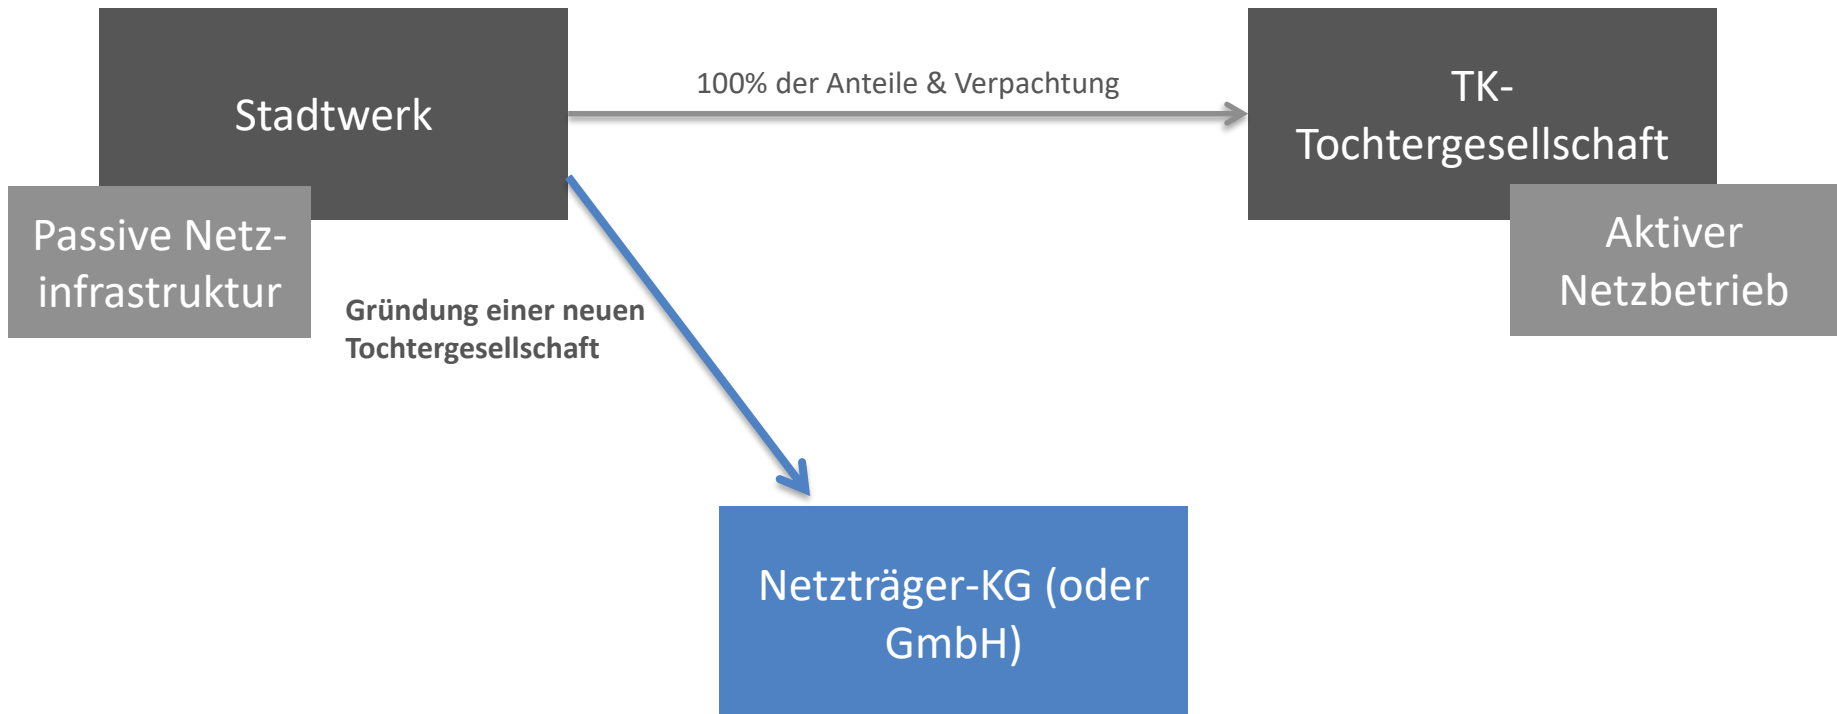 Stadtwerk
100% der Anteile & Verpachtung
TK-
Tochtergesellschaft
Passive Netz-
infrastruktur
Aktiver
Netzbetrieb
Gründung einer neuen
Tochtergesellschaft
Netzträger-KG (oder
GmbH)